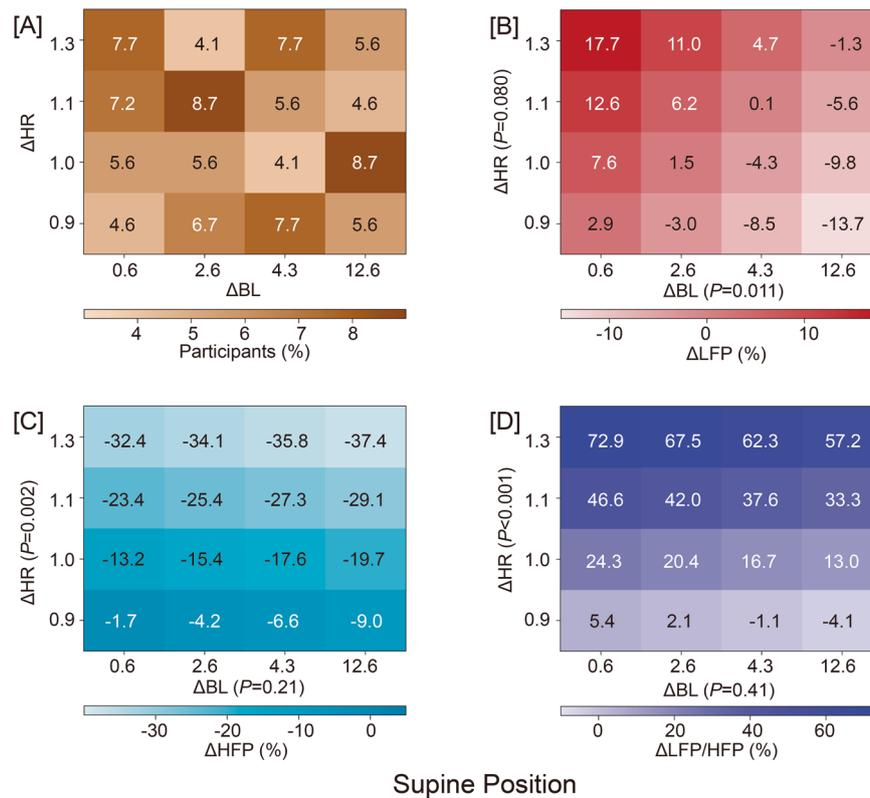 [A]
ΔHR
1.3 7.7 4.1 7.7 5.6
1.1 7.2 8.7 5.6 4.6
1.0 5.6 5.6 4.1 8.7
0.9 4.6 6.7 7.7 5.6
0.6 2.6 4.3 12.6
ΔBL
4 5 6 7 8
Participants (%)
[B]
ΔHR (P=0.080)
1.3 17.7 11.0 4.7 -1.3
1.1 12.6 6.2 0.1 -5.6
1.0 7.6 1.5 -4.3 -9.8
0.9 2.9 -3.0 -8.5 -13.7
0.6 2.6 4.3 12.6
ΔBL (P=0.011)
-10 0 10
ΔLFP (%)
[C]
ΔHR (P=0.002)
1.3 -32.4 -34.1 -35.8 -37.4
1.1 -23.4 -25.4 -27.3 -29.1
1.0 -13.2 -15.4 -17.6 -19.7
0.9 -1.7 -4.2 -6.6 -9.0
0.6 2.6 4.3 12.6
ΔBL (P=0.21)
-30 -20 -10 0
ΔHFP (%)
[D]
ΔHR (P<0.001)
1.3 72.9 67.5 62.3 57.2
1.1 46.6 42.0 37.6 33.3
1.0 24.3 20.4 16.7 13.0
0.9 5.4 2.1 -1.1 -4.1
0.6 2.6 4.3 12.6
ΔBL (P=0.41)
0 20 40 60
ΔLFP/HFP (%)
Supine Position